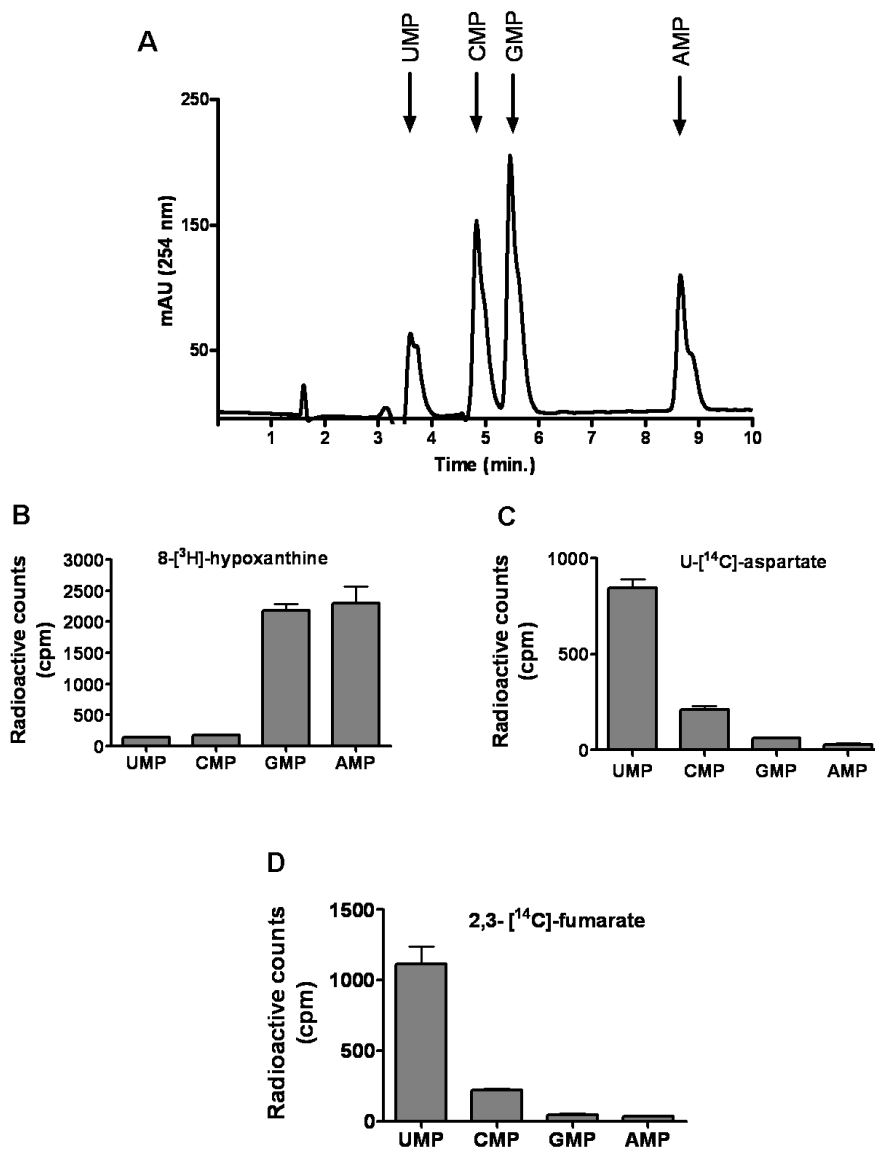 A
UMP
CMP
GMP
AMP
250
150
50
mAU (254 nm)
1 2 3 4 5 6 7 8 9 10
Time (min.)
B
8-[³H]-hypoxanthine
Radioactive counts
(cpm)
3000
2500
2000
1500
1000
500
0
UMP CMP GMP AMP
C
U-[¹⁴C]-aspartate
Radioactive counts
(cpm)
1000
500
0
UMP CMP GMP AMP
D
2,3- [¹⁴C]-fumarate
Radioactive counts
(cpm)
1500
1000
500
0
UMP CMP GMP AMP